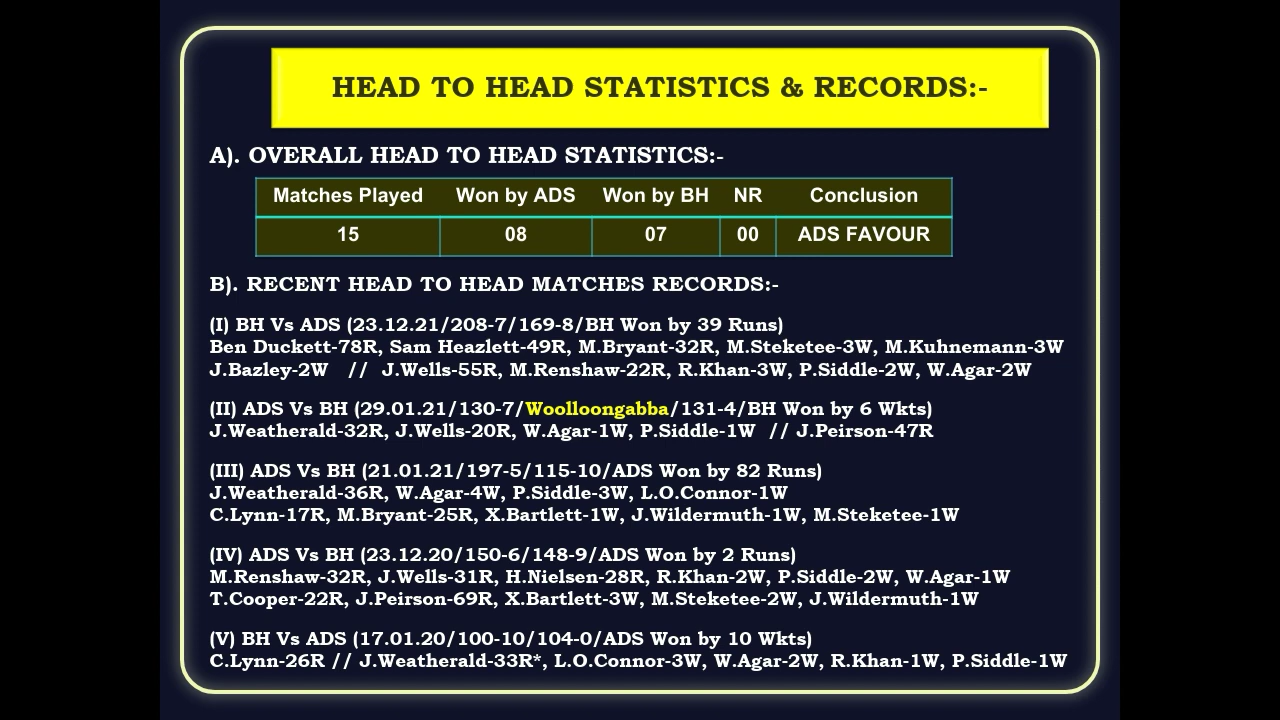 HEAD TO HEAD STATISTICS & RECORDS:-
A). OVERALL HEAD TO HEAD STATISTICS:-
Matches Played Won by ADS Won by BH NR Conclusion
15 08 07 00 ADS FAVOUR
B). RECENT HEAD TO HEAD MATCHES RECORDS:-
(I) BH Vs ADS (23.12.21/208-7/169-8/BH Won by 39 Runs)
Ben Duckett-78R, Sam Heazlett-49R, M.Bryant-32R, M.Steketee-3W, M.Kuhnemann-3W
J.Bazley-2W // J.Wells-55R, M.Renshaw-22R, R.Khan-3W, P.Siddle-2W, W.Agar-2W
(II) ADS Vs BH (29.01.21/130-7/Woolloongabba/131-4/BH Won by 6 Wkts)
J.Weatherald-32R, J.Wells-20R, W.Agar-1W, P.Siddle-1W // J.Peirson-47R
(III) ADS Vs BH (21.01.21/197-5/115-10/ADS Won by 82 Runs)
J.Weatherald-36R, W.Agar-4W, P.Siddle-3W, L.O.Connor-1W
C.Lynn-17R, M.Bryant-25R, X.Bartlett-1W, J.Wildermuth-1W, M.Steketee-1W
(IV) ADS Vs BH (23.12.20/150-6/148-9/ADS Won by 2 Runs)
M.Renshaw-32R, J.Wells-31R, H.Nielsen-28R, R.Khan-2W, P.Siddle-2W, W.Agar-1W
T.Cooper-22R, J.Peirson-69R, X.Bartlett-3W, M.Steketee-2W, J.Wildermuth-1W
(V) BH Vs ADS (17.01.20/100-10/104-0/ADS Won by 10 Wkts)
C.Lynn-26R // J.Weatherald-33R*, L.O.Connor-3W, W.Agar-2W, R.Khan-1W, P.Siddle-1W